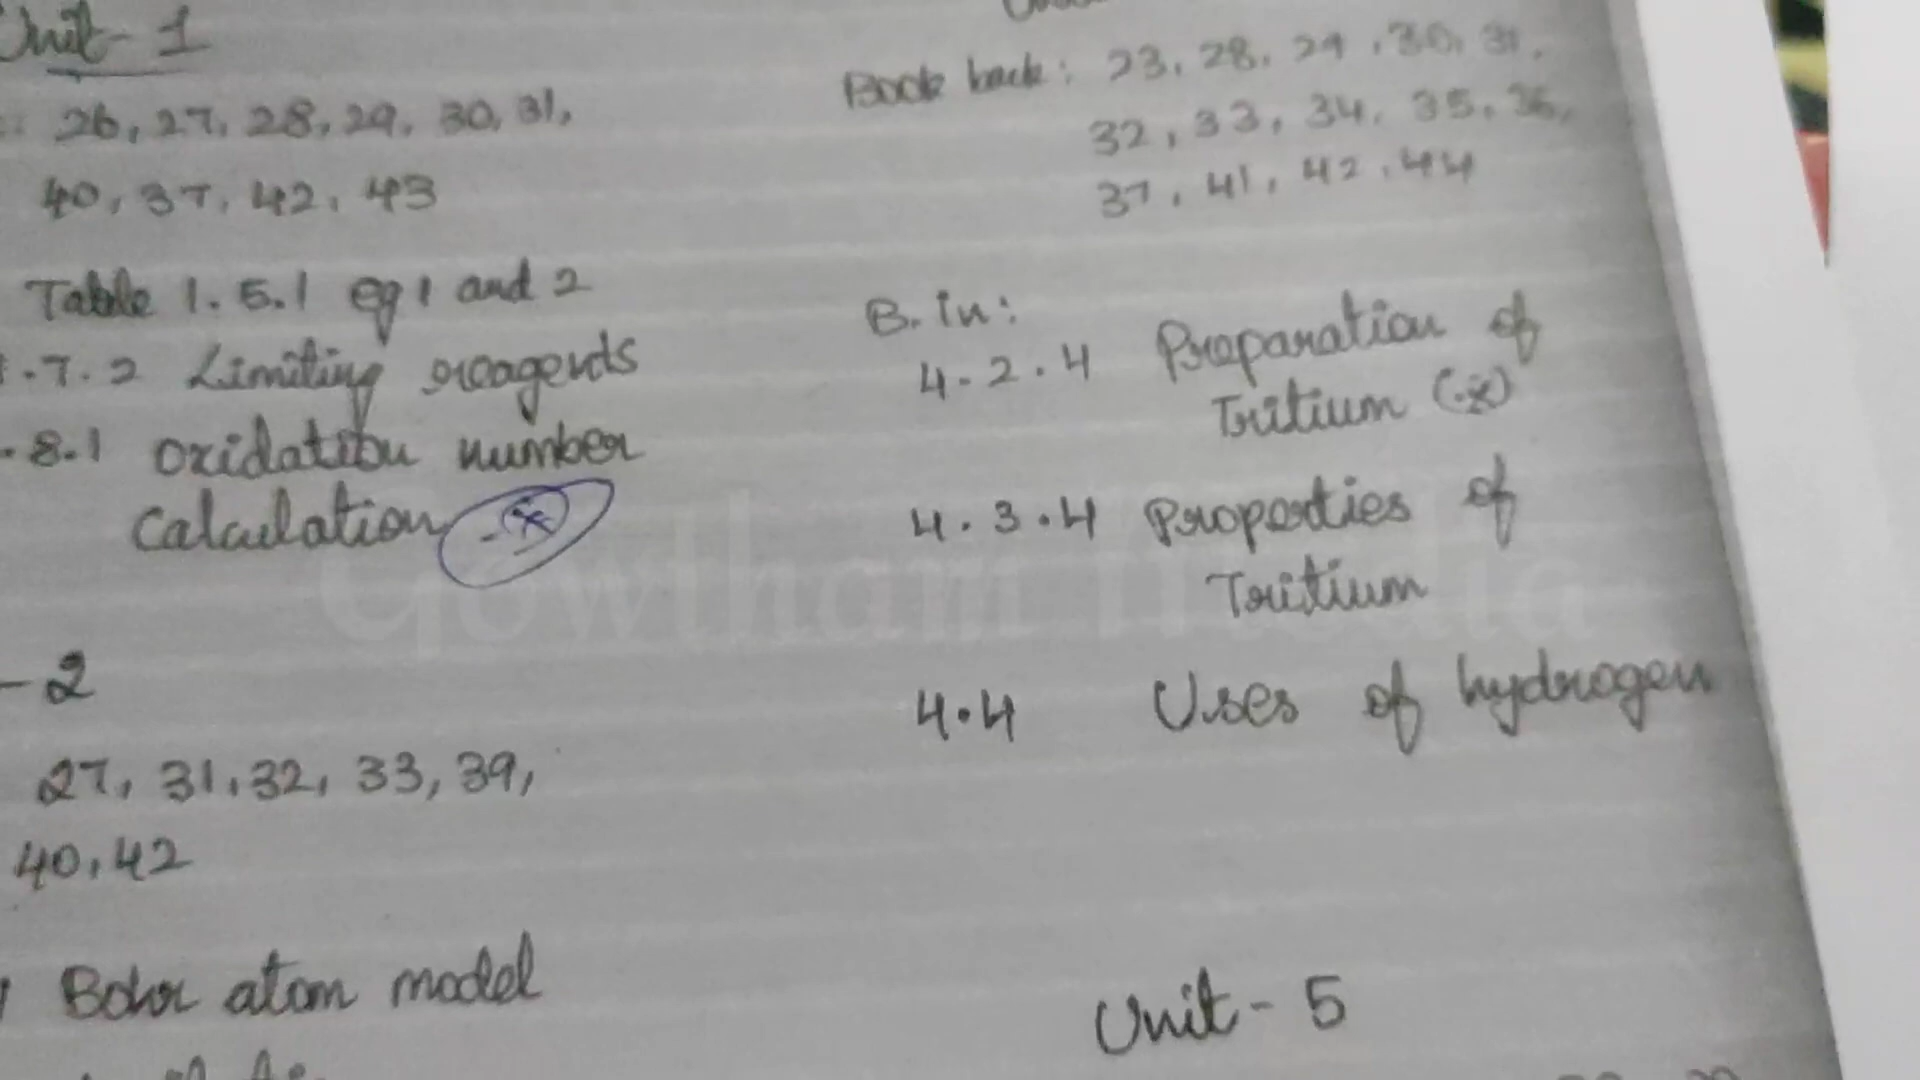 Unit-1
26, 27, 28, 29, 30, 31,
40, 37, 42, 43
Table 1.5.1 eg 1 and 2
.7.2 Limiting reagents
.8.1 oxidation number
calculation
-2
27, 31, 32, 33, 39,
40, 42
Bohr atom model
Book back: 23, 28, 29, 30, 31,
32, 33, 34, 35, 36,
37, 41, 42, 44
B. in:
4.2.4 Preparation of
Tritium (*)
4.3.4 Properties of
Tritium
4.4 Uses of hydrogen
Unit-5
Gowtham Media